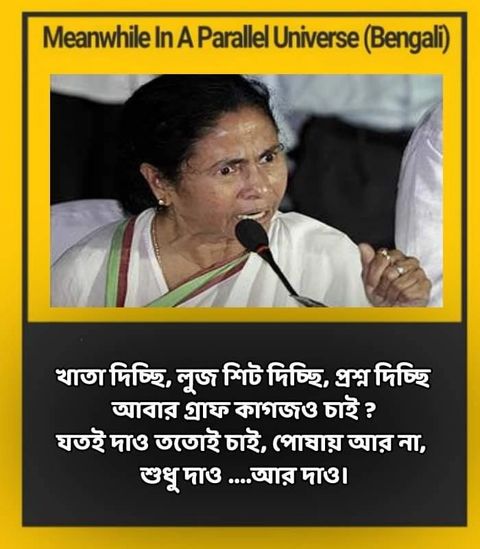 Meanwhile In A Parallel Universe (Bengali)
খাতা দিচ্ছি, লুজ শিট দিচ্ছি, প্রশ্ন দিচ্ছি
আবার গ্রাফ কাগজও চাই ?
যতই দাও ততোই চাই, পোষায় আর না,
শুধু দাও ....আর দাও।